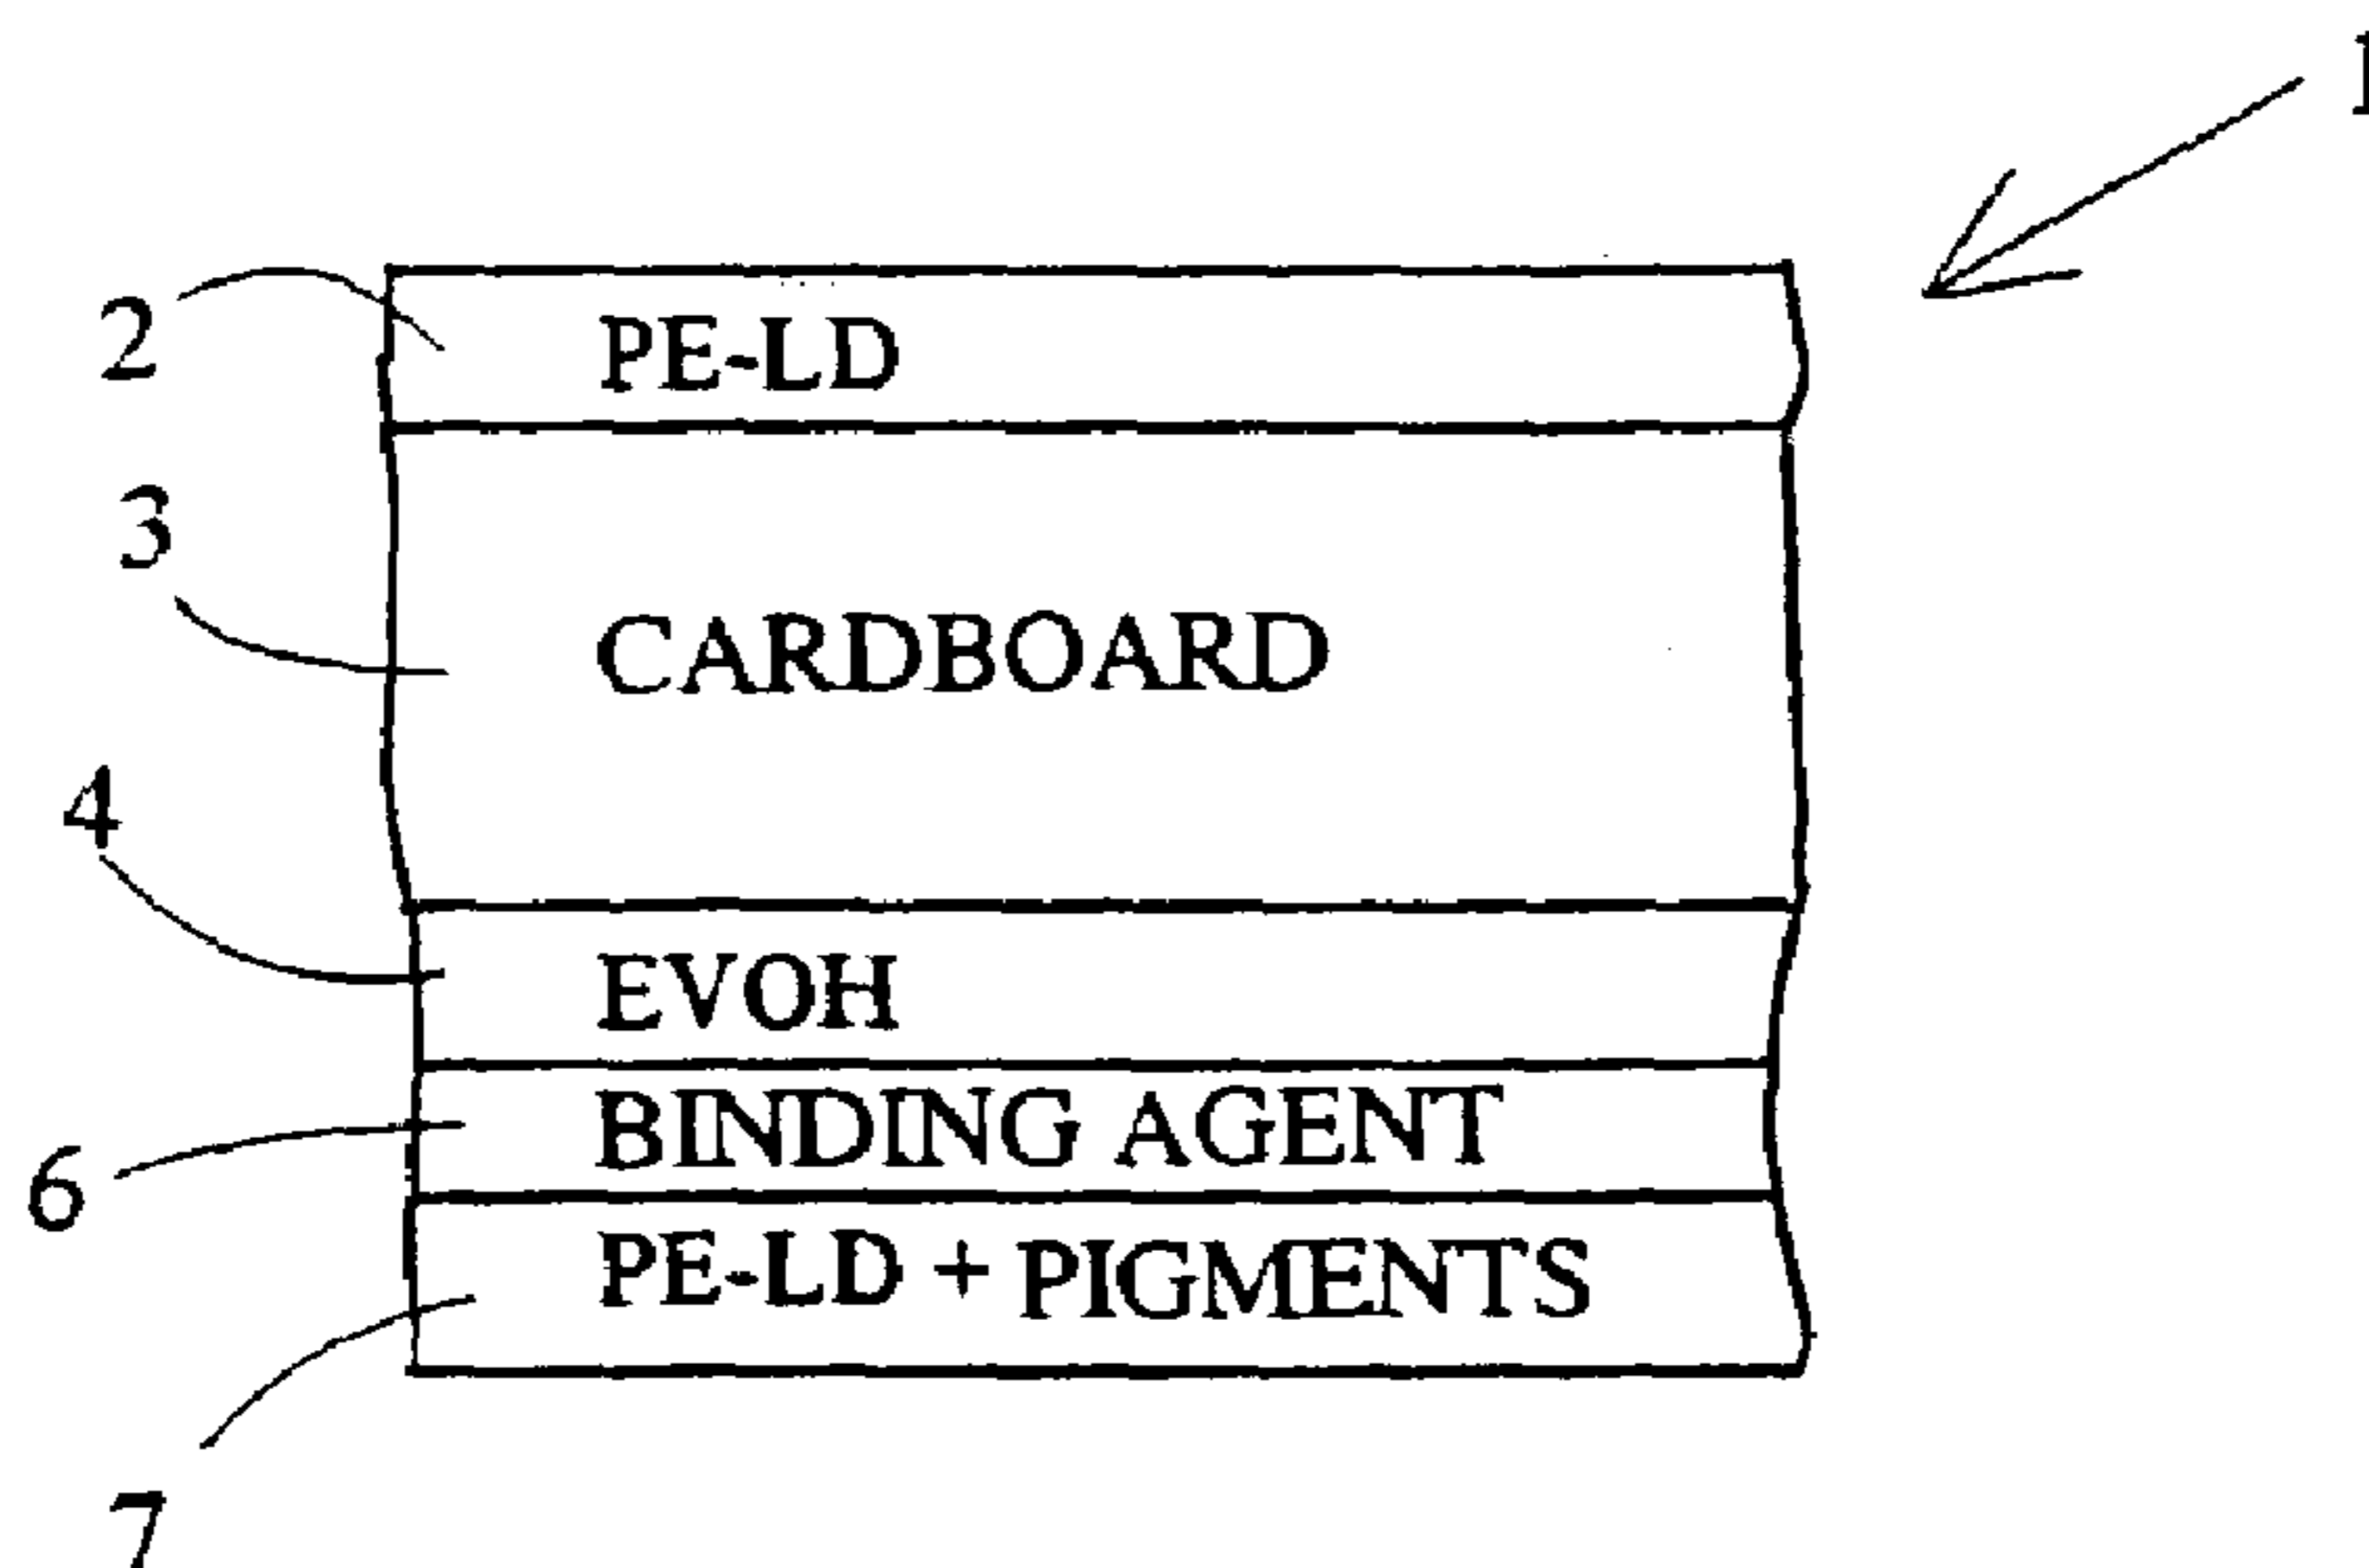 1
2 PE-LD
3 CARDBOARD
4 EVOH
6 BINDING AGENT
PE-LD + PIGMENTS
7